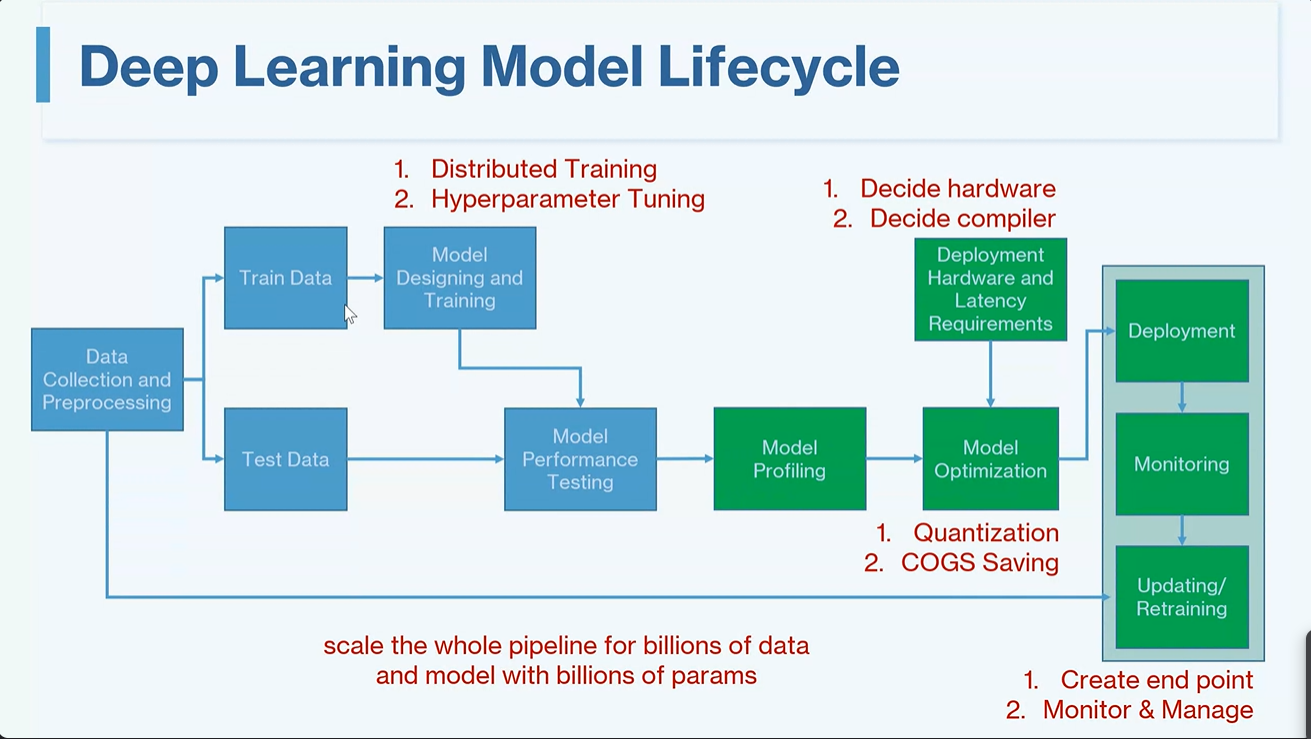 Deep Learning Model Lifecycle
1. Distributed Training
2. Hyperparameter Tuning
1. Decide hardware
2. Decide compiler
Data
Collection and
Preprocessing
Train Data
Model
Designing and
Training
Test Data
Model
Performance
Testing
Model
Profiling
Deployment
Hardware and
Latency
Requirements
Model
Optimization
1. Quantization
2. COGS Saving
Deployment
Monitoring
Updating/
Retraining
scale the whole pipeline for billions of data
and model with billions of params
1. Create end point
2. Monitor & Manage